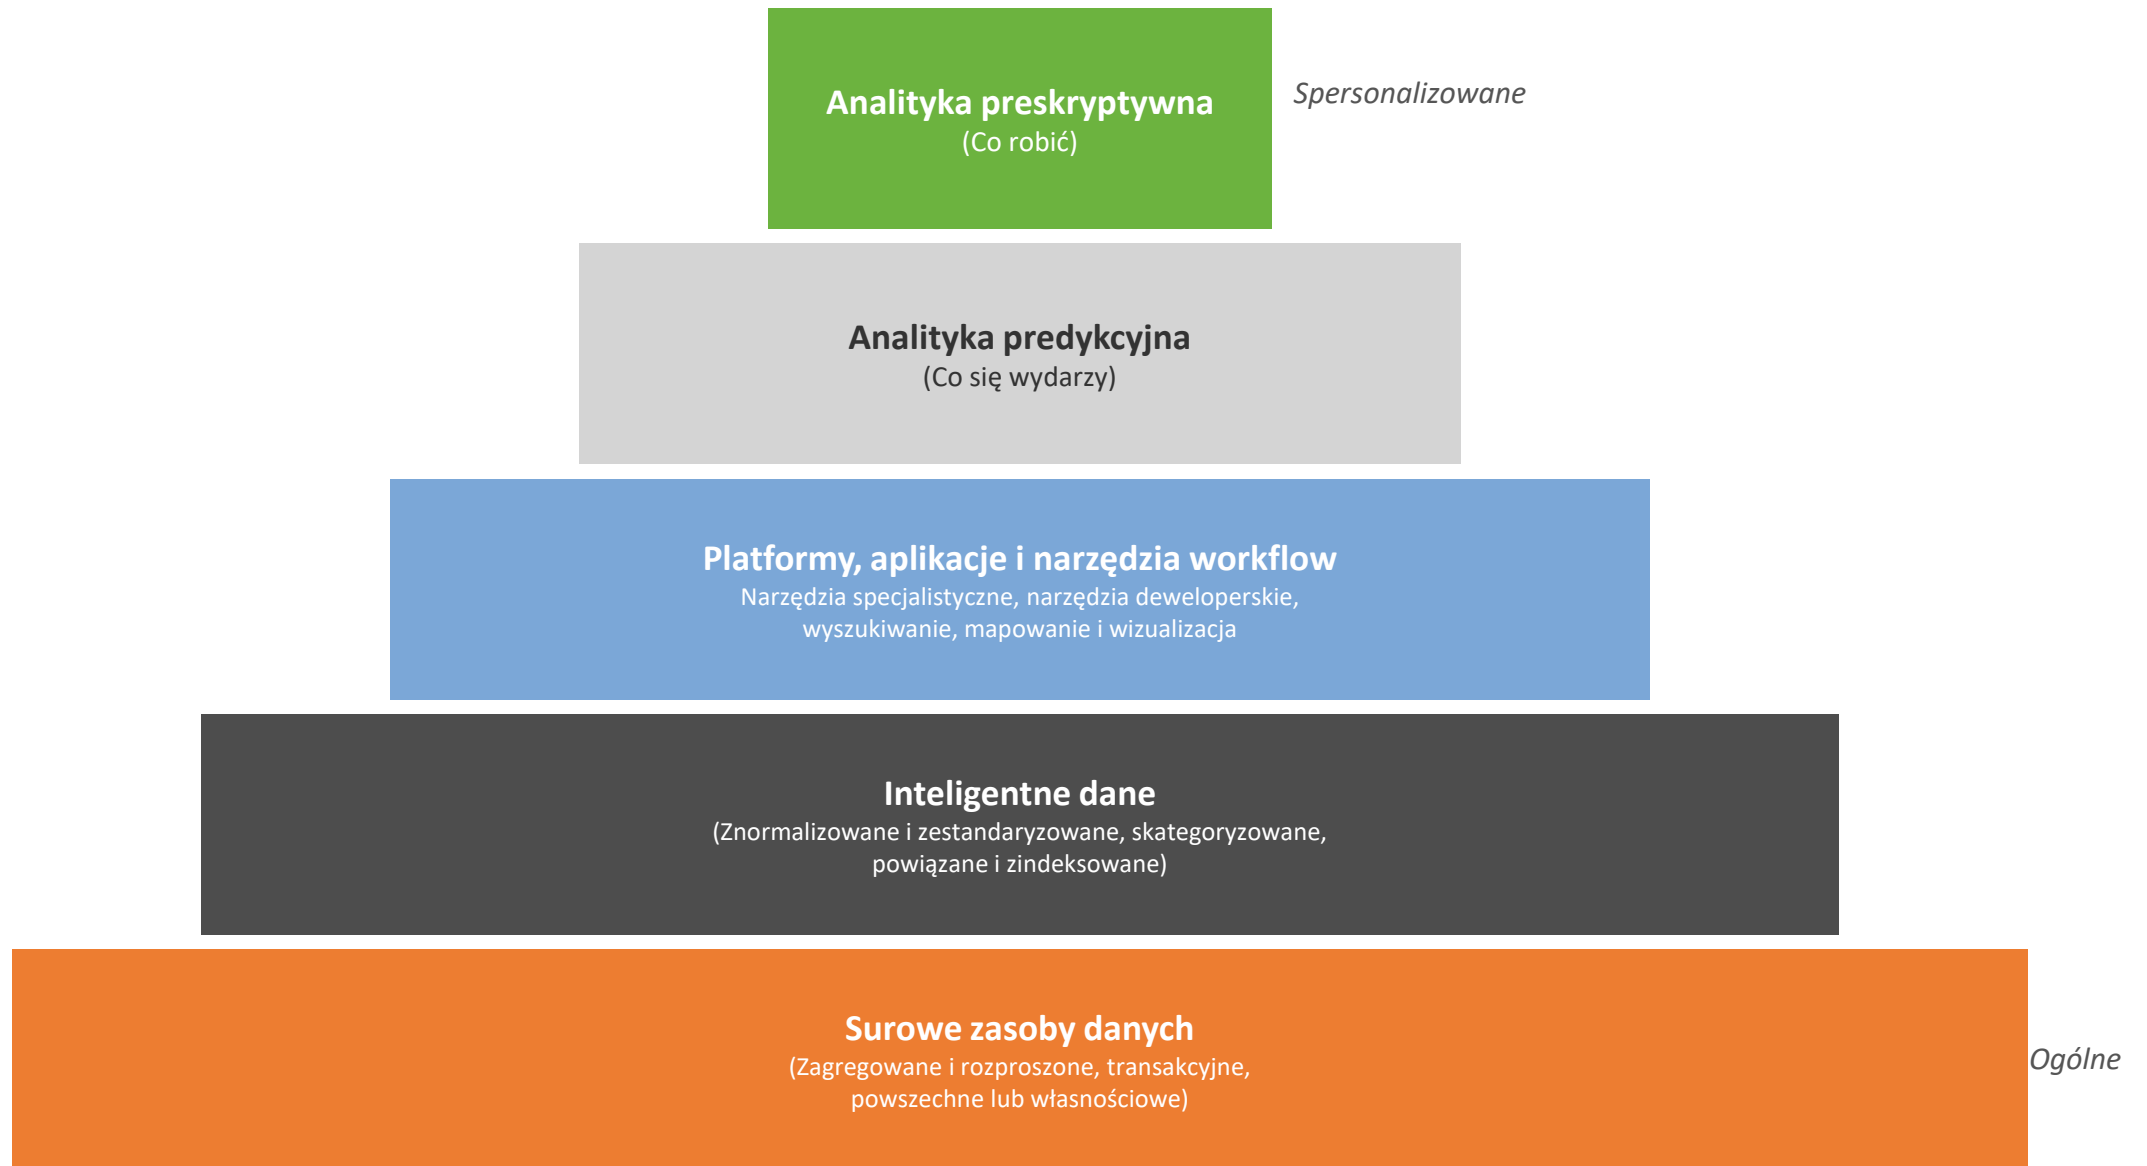 Analityka preskryptywna
(Co robić)
Spersonalizowane
Analityka predykcyjna
(Co się wydarzy)
Platformy, aplikacje i narzędzia workflow
Narzędzia specjalistyczne, narzędzia deweloperskie,
wyszukiwanie, mapowanie i wizualizacja
Inteligentne dane
(Znormalizowane i zestandaryzowane, skategoryzowane,
powiązane i zindeksowane)
Surowe zasoby danych
(Zagregowane i rozproszone, transakcyjne,
powszechne lub własnościowe)
Ogólne